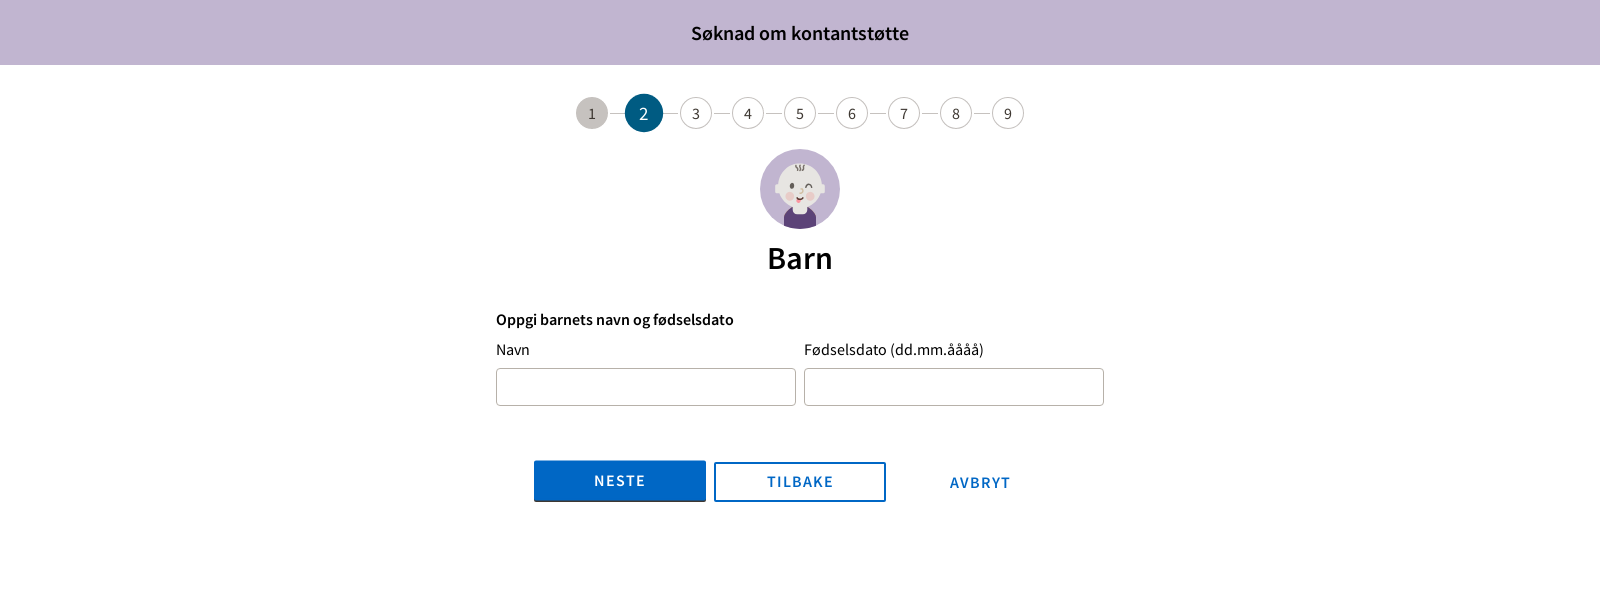 Søknad om kontantstøtte
1 2 3 4 5 6 7 8 9
Barn
Oppgi barnets navn og fødselsdato
Navn Fødselsdato (dd.mm.åååå)
NESTE TILBAKE AVBRYT